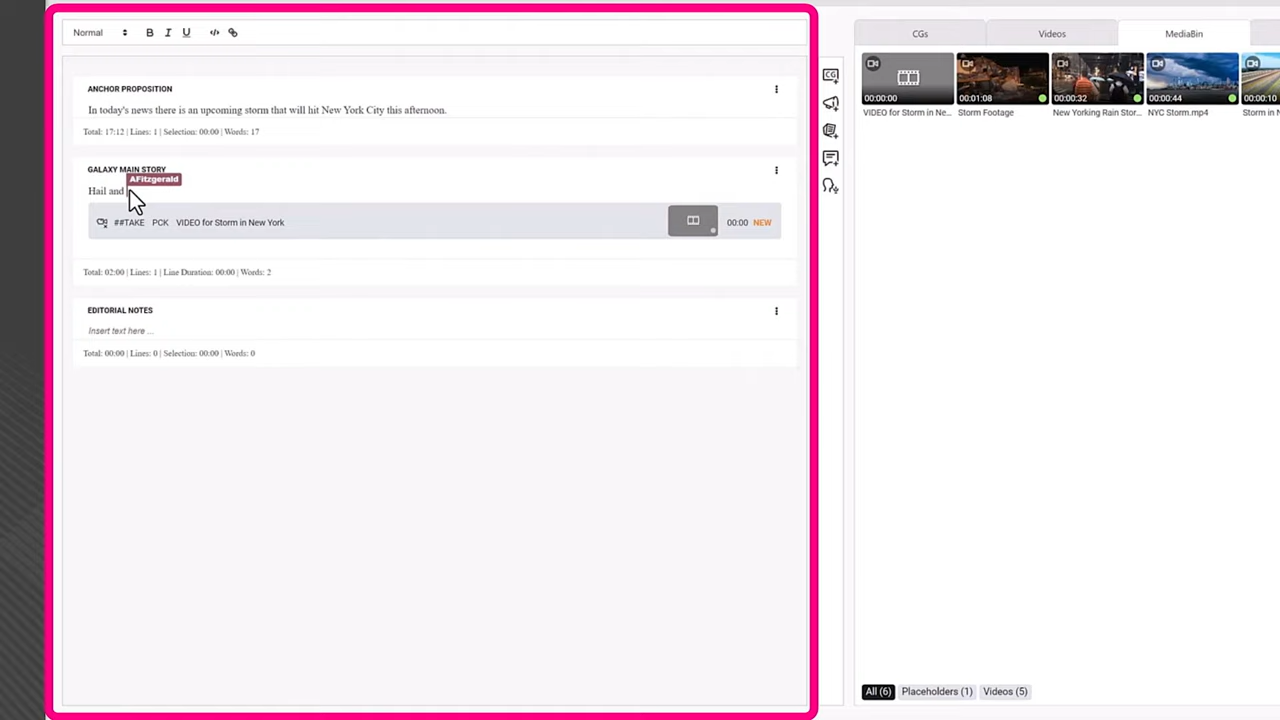 Normal B I U
ANCHOR PROPOSITION
In today's news there is an upcoming storm that will hit New York City this afternoon.
Total: 17:12 | Lines: 1 | Selection: 00:00 | Words: 17
GALAXY MAIN STORY
AFitzgerald
Hail and
##TAKE PCK VIDEO for Storm in New York 00:00 NEW
Total: 02:00 | Lines: 1 | Line Duration: 00:00 | Words: 2
EDITORIAL NOTES
Insert text here ...
Total: 00:00 | Lines: 0 | Selection: 00:00 | Words: 0
CG
CGs Videos MediaBin
00:00:00 00:01:08 00:00:32 00:00:44 00:00:10
VIDEO for Storm in Ne... Storm Footage New Yorking Rain Stor... NYC Storm.mp4 Storm in N
All (6) Placeholders (1) Videos (5)